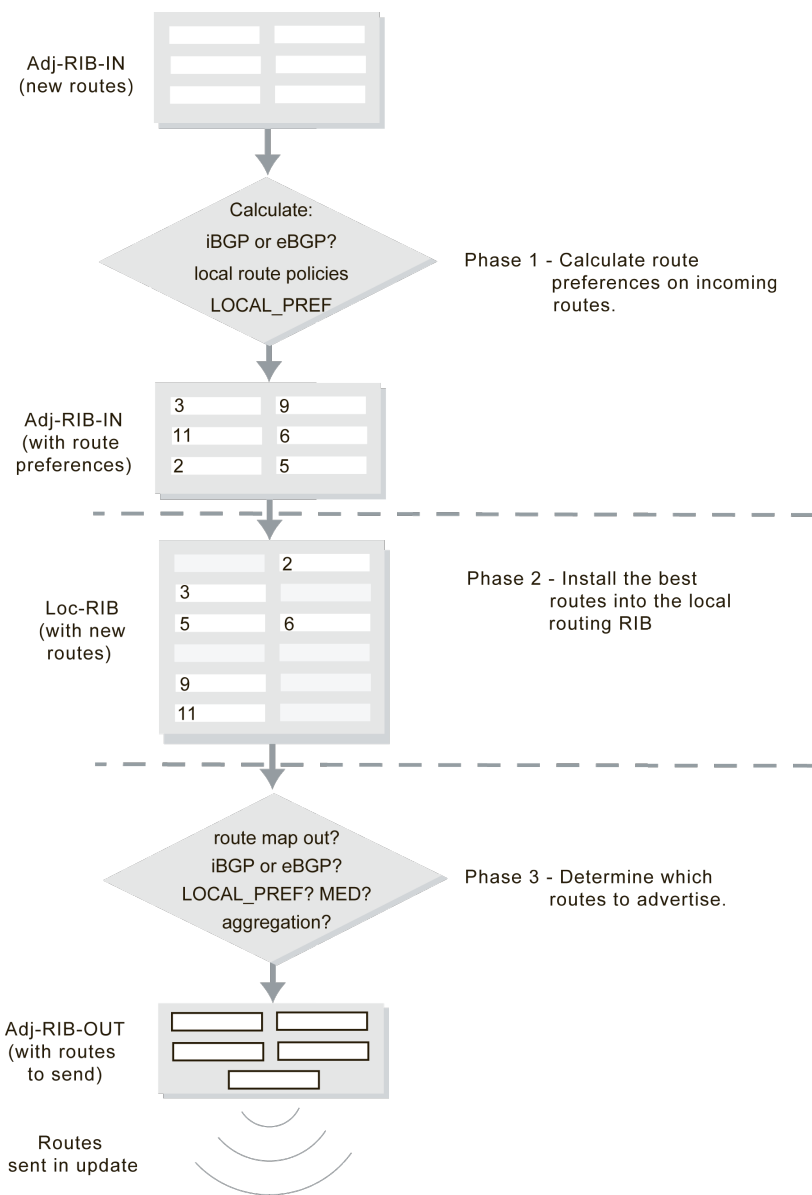 Adj-RIB-IN
(new routes)
Calculate:
iBGP or eBGP?
local route policies
LOCAL_PREF
Phase 1 - Calculate route
preferences on incoming
routes.
Adj-RIB-IN
(with route
preferences)
3 9
11 6
2 5
Loc-RIB
(with new
routes)
2
3
5 6
9
11
Phase 2 - Install the best
routes into the local
routing RIB
route map out?
iBGP or eBGP?
LOCAL_PREF? MED?
aggregation?
Phase 3 - Determine which
routes to advertise.
Adj-RIB-OUT
(with routes
to send)
Routes
sent in update